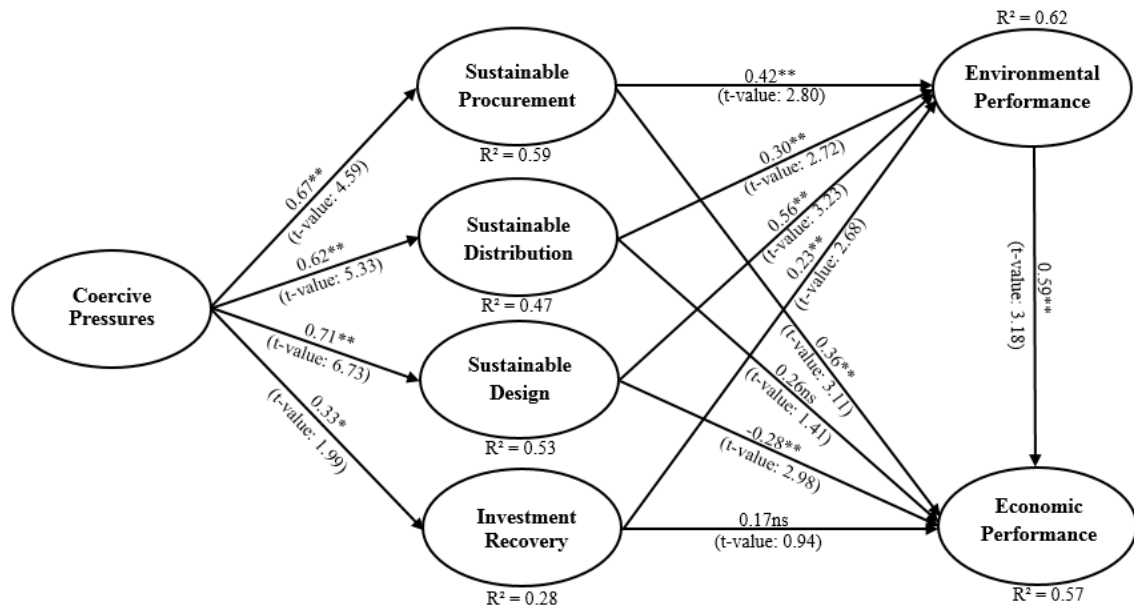 R² = 0.62
Sustainable
Procurement
R² = 0.59
0.42**
(t-value: 2.80)
Environmental
Performance
0.67**
(t-value: 4.59)
0.30**
(t-value: 2.72)
Sustainable
Distribution
R² = 0.47
0.62**
(t-value: 5.33)
0.56**
(t-value: 3.23)
0.23**
(t-value: 2.68)
Coercive
Pressures
0.59**
(t-value: 3.18)
0.71**
(t-value: 6.73)
Sustainable
Design
R² = 0.53
0.36**
(t-value: 3.11)
0.26ns
(t-value: 1.41)
-0.28**
(t-value: 2.98)
0.33*
(t-value: 1.99)
Investment
Recovery
R² = 0.28
0.17ns
(t-value: 0.94)
Economic
Performance
R² = 0.57